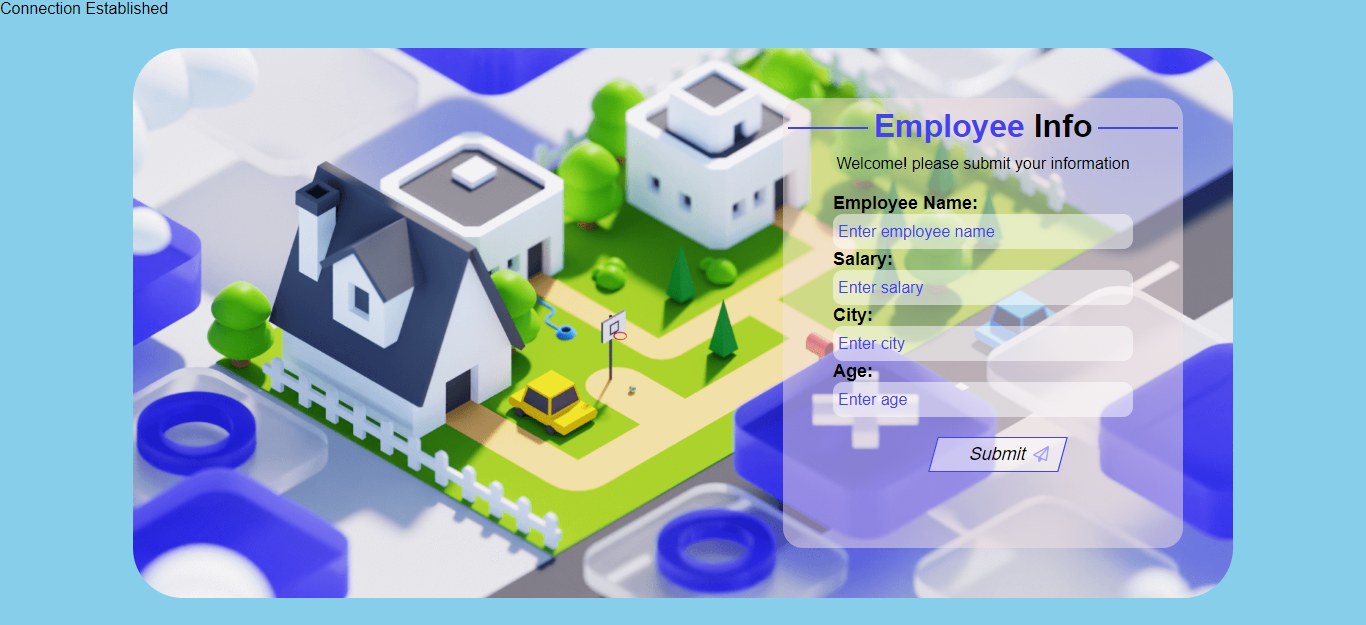 Connection Established
Employee Info
Welcome! please submit your information
Employee Name:
Enter employee name
Salary:
Enter salary
City:
Enter city
Age:
Enter age
Submit